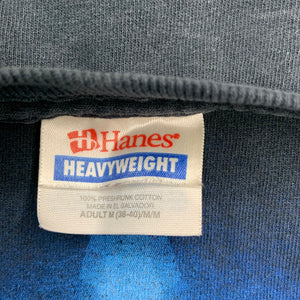 Hanes
HEAVYWEIGHT
100% PRESHRUNK COTTON
MADE IN EL SALVADOR
ADULT M (38-40)/M/M